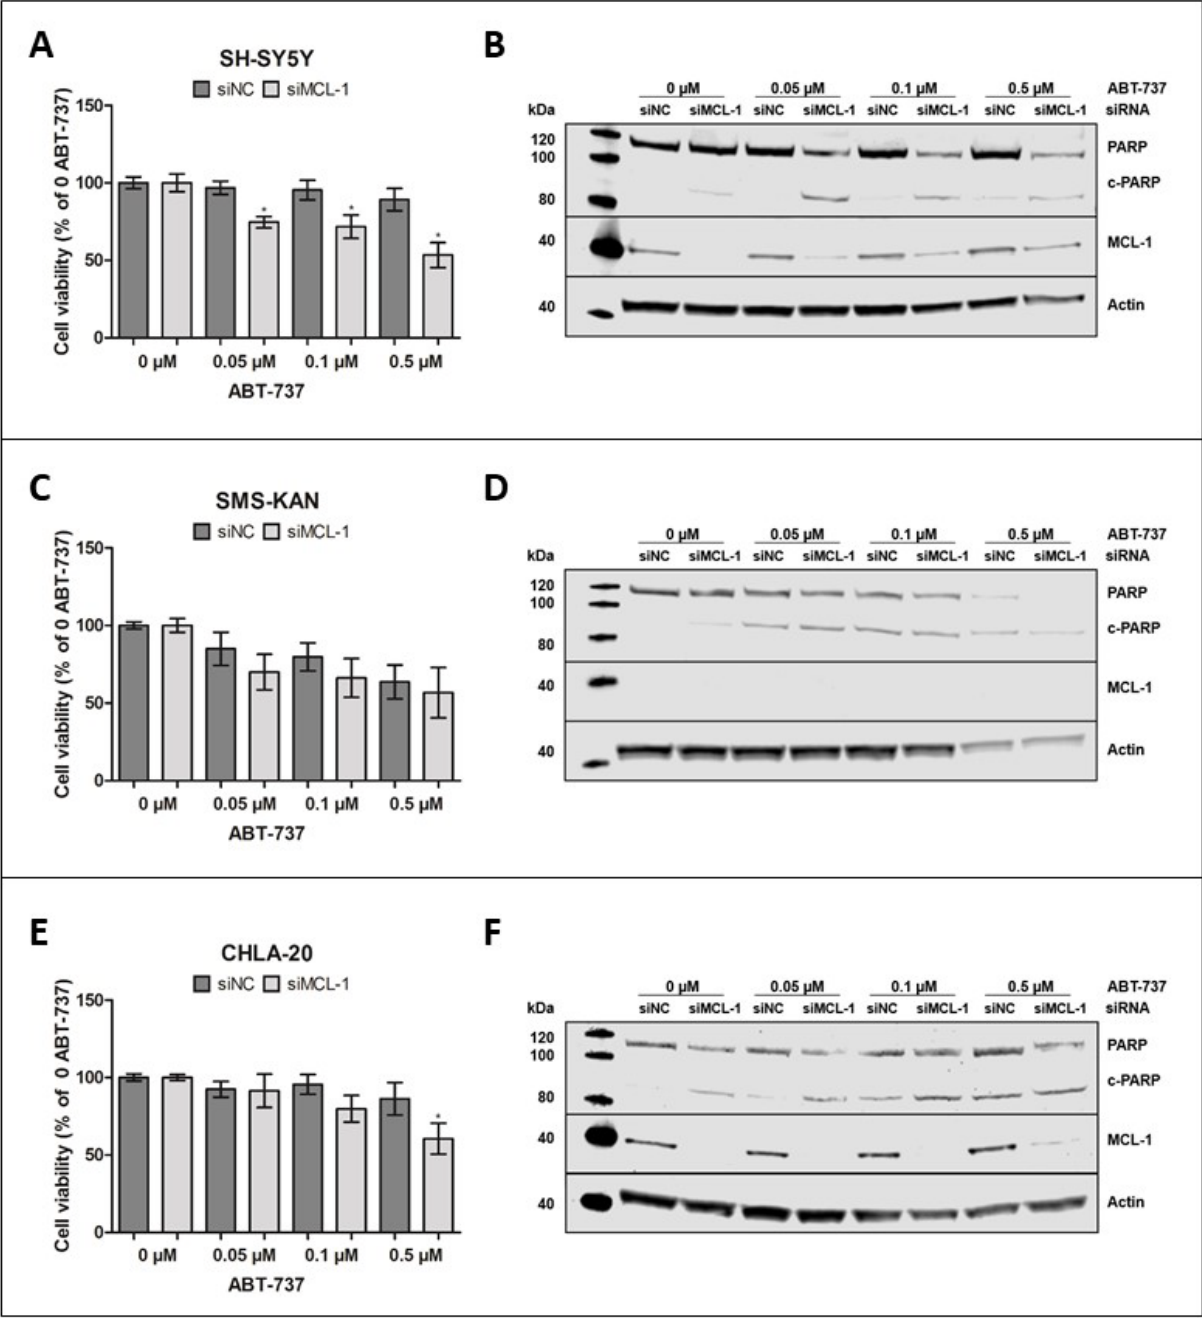 A
SH-SY5Y
siNC siMCL-1
Cell viability (% of 0 ABT-737)
150
100
50
0
* * *
0 µM 0.05 µM 0.1 µM 0.5 µM
ABT-737
B
0 µM 0.05 µM 0.1 µM 0.5 µM ABT-737
kDa siNC siMCL-1 siNC siMCL-1 siNC siMCL-1 siNC siMCL-1 siRNA
120 PARP
100
c-PARP
80
40 MCL-1
40 Actin
C
SMS-KAN
siNC siMCL-1
Cell viability (% of 0 ABT-737)
150
100
50
0
0 µM 0.05 µM 0.1 µM 0.5 µM
ABT-737
D
0 µM 0.05 µM 0.1 µM 0.5 µM ABT-737
kDa siNC siMCL-1 siNC siMCL-1 siNC siMCL-1 siNC siMCL-1 siRNA
120 PARP
100
c-PARP
80
40 MCL-1
40 Actin
E
CHLA-20
siNC siMCL-1
Cell viability (% of 0 ABT-737)
150
100
50
0
*
0 µM 0.05 µM 0.1 µM 0.5 µM
ABT-737
F
0 µM 0.05 µM 0.1 µM 0.5 µM ABT-737
kDa siNC siMCL-1 siNC siMCL-1 siNC siMCL-1 siNC siMCL-1 siRNA
120 PARP
100
c-PARP
80
40 MCL-1
40 Actin